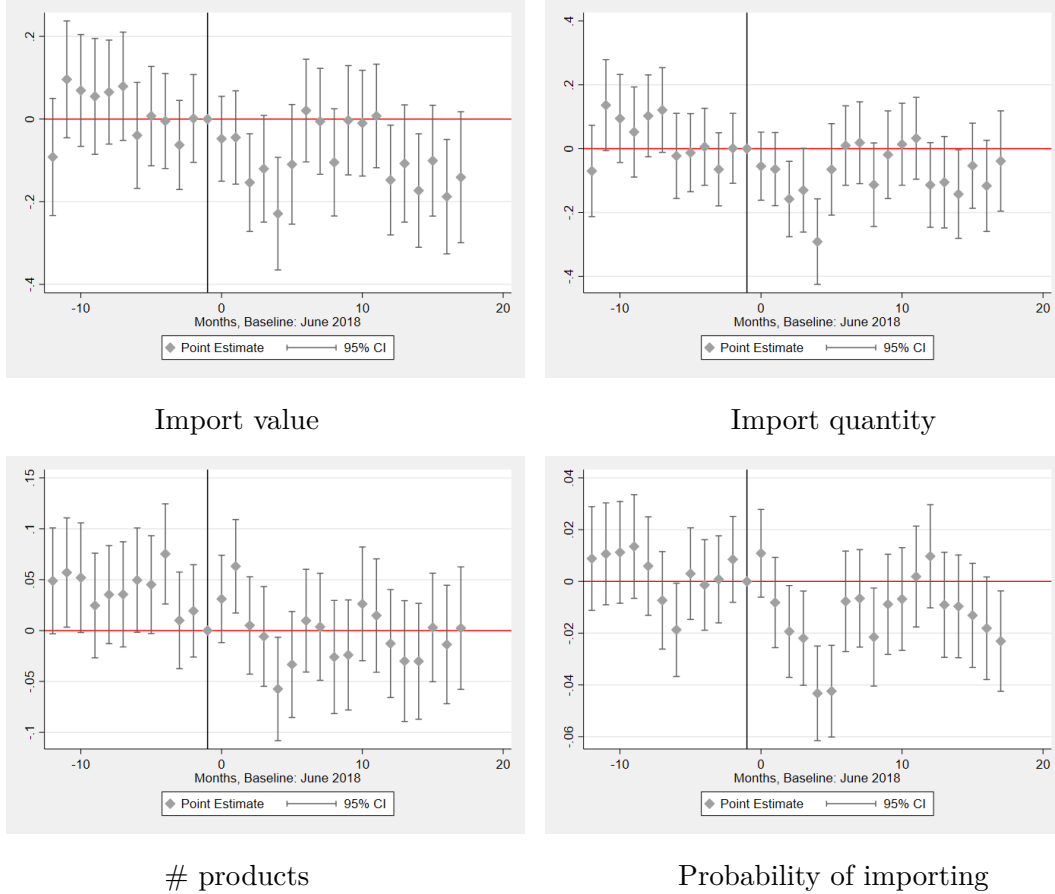 .2
0
-.2
-.4
-10 0 10 20
Months, Baseline: June 2018
Point Estimate 95% CI
Import value
.4
.2
0
-.2
-.4
-10 0 10 20
Months, Baseline: June 2018
Point Estimate 95% CI
Import quantity
.15
.1
.05
0
-.05
-.1
-10 0 10 20
Months, Baseline: June 2018
Point Estimate 95% CI
# products
.04
.02
0
-.02
-.04
-.06
-10 0 10 20
Months, Baseline: June 2018
Point Estimate 95% CI
Probability of importing